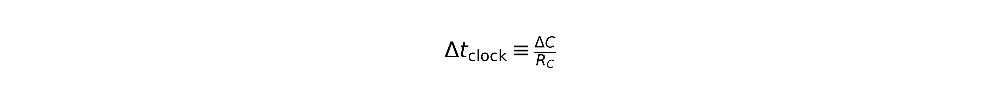 Δt_clock ≡ ΔC / R_C